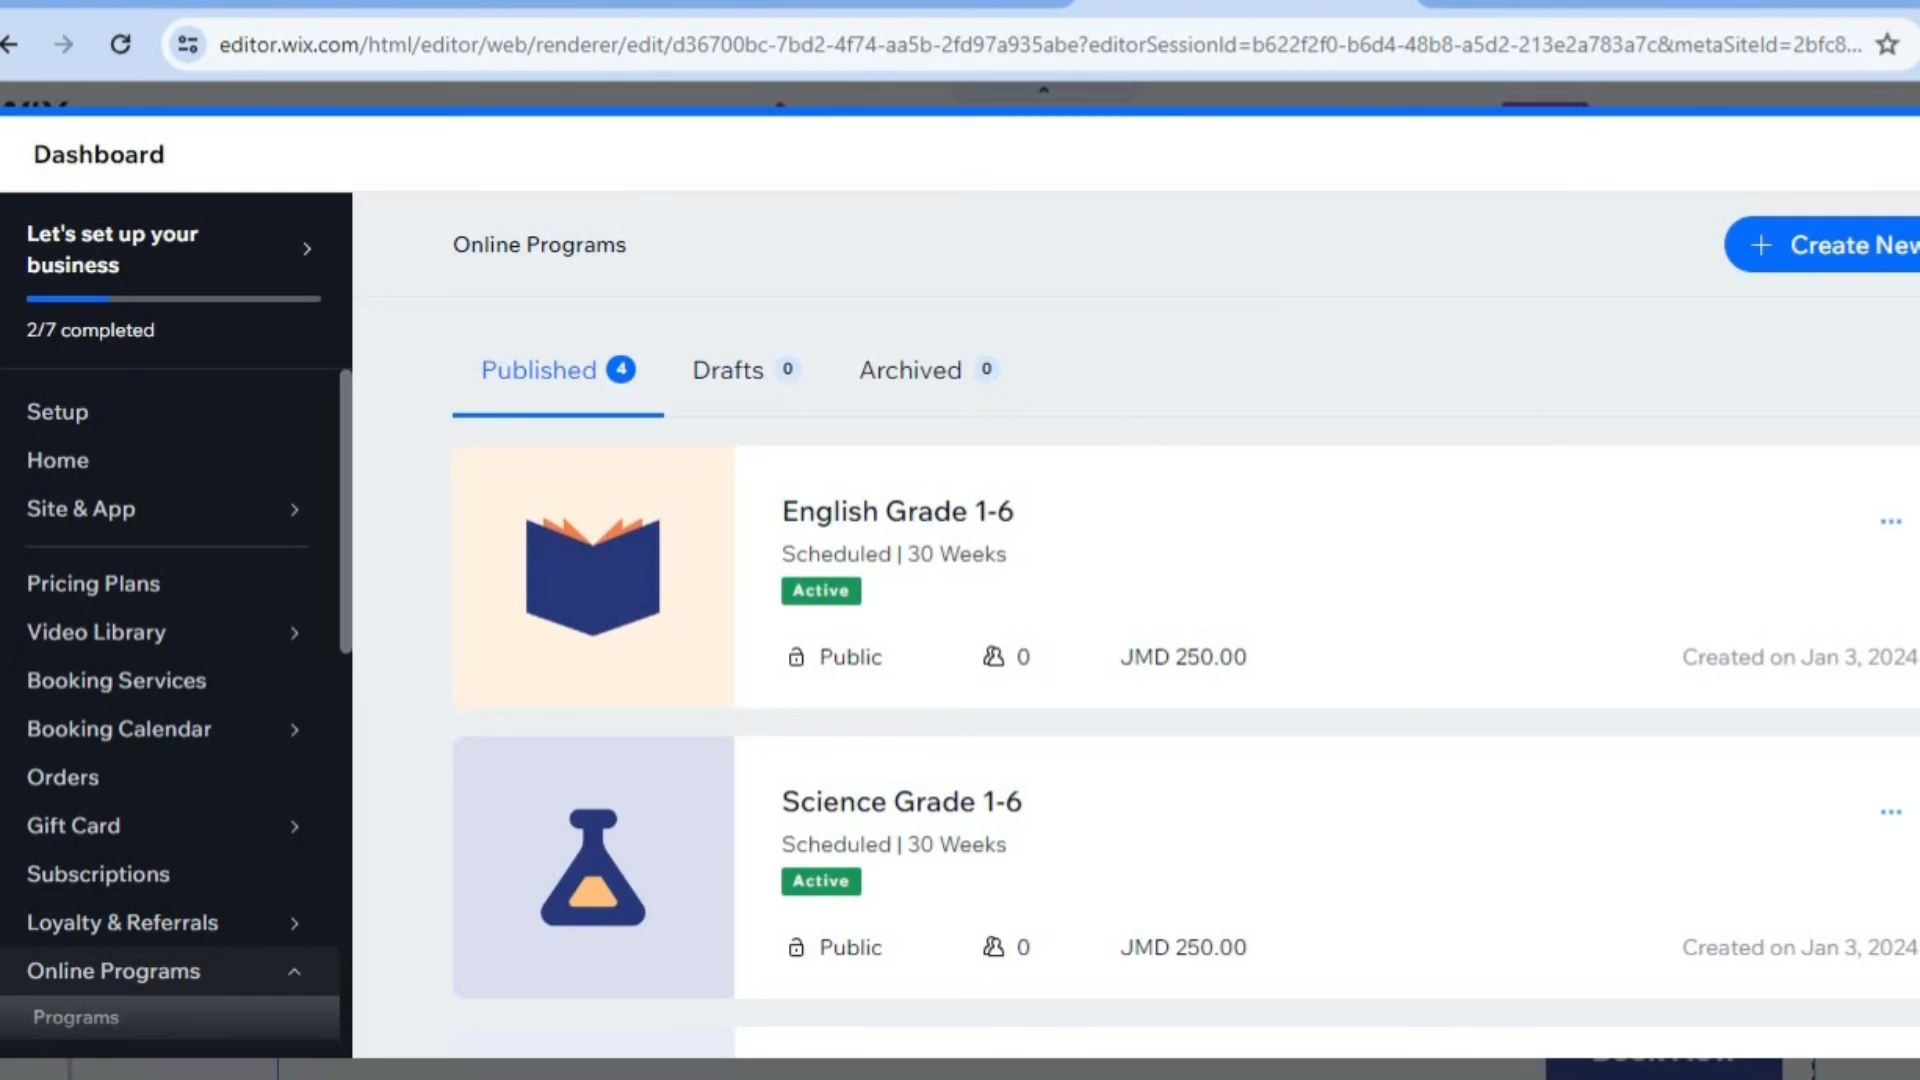 editor.wix.com/html/editor/web/renderer/edit/d36700bc-7bd2-4f74-aa5b-2fd97a935abe?editorSessionId=b622f2f0-b6d4-48b8-a5d2-213e2a783a7c&metaSiteId=2bfc8...
Dashboard
Let's set up your
business
2/7 completed
Setup
Home
Site & App
Pricing Plans
Video Library
Booking Services
Booking Calendar
Orders
Gift Card
Subscriptions
Loyalty & Referrals
Online Programs
Programs
Online Programs
+ Create New
Published 4 Drafts 0 Archived 0
English Grade 1-6
...
Scheduled | 30 Weeks
Active
Public 0 JMD 250.00 Created on Jan 3, 2024
Science Grade 1-6
...
Scheduled | 30 Weeks
Active
Public 0 JMD 250.00 Created on Jan 3, 2024